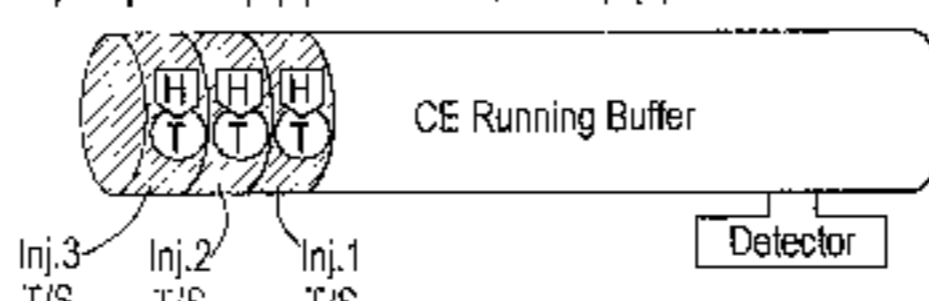 H H H
T T T
CE Running Buffer
Detector
Inj.3 Inj.2 Inj.1
T/S T/S T/S